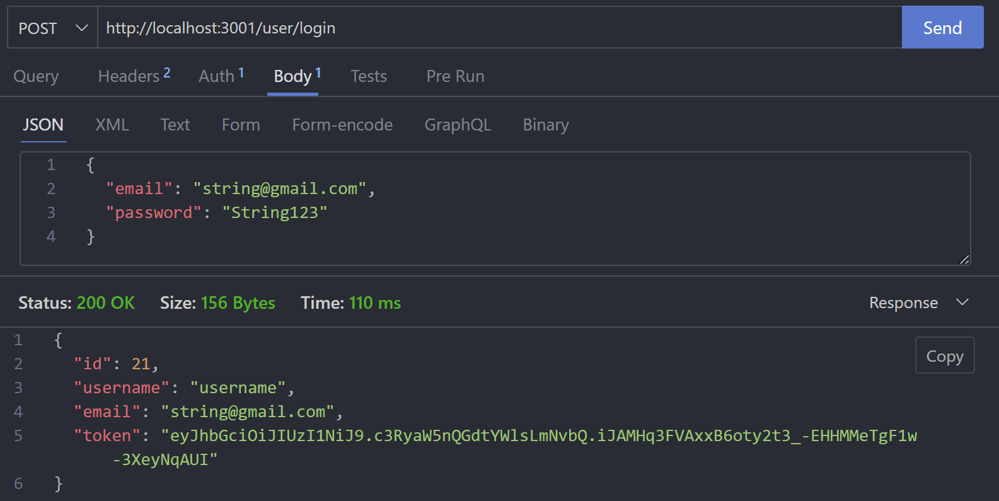 POST http://localhost:3001/user/login Send
Query Headers 2 Auth 1 Body 1 Tests Pre Run
JSON XML Text Form Form-encode GraphQL Binary
1 {
2 "email": "string@gmail.com",
3 "password": "String123"
4 }
Status: 200 OK Size: 156 Bytes Time: 110 ms Response
1 {
Copy
2 "id": 21,
3 "username": "username",
4 "email": "string@gmail.com",
5 "token": "eyJhbGciOiJIUzI1NiJ9.c3RyaW5nQGdtYWlsLmNvbQ.iJAMHq3FVAxxB6oty2t3_-EHHMMeTgF1w
-3XeyNqAUI"
6 }